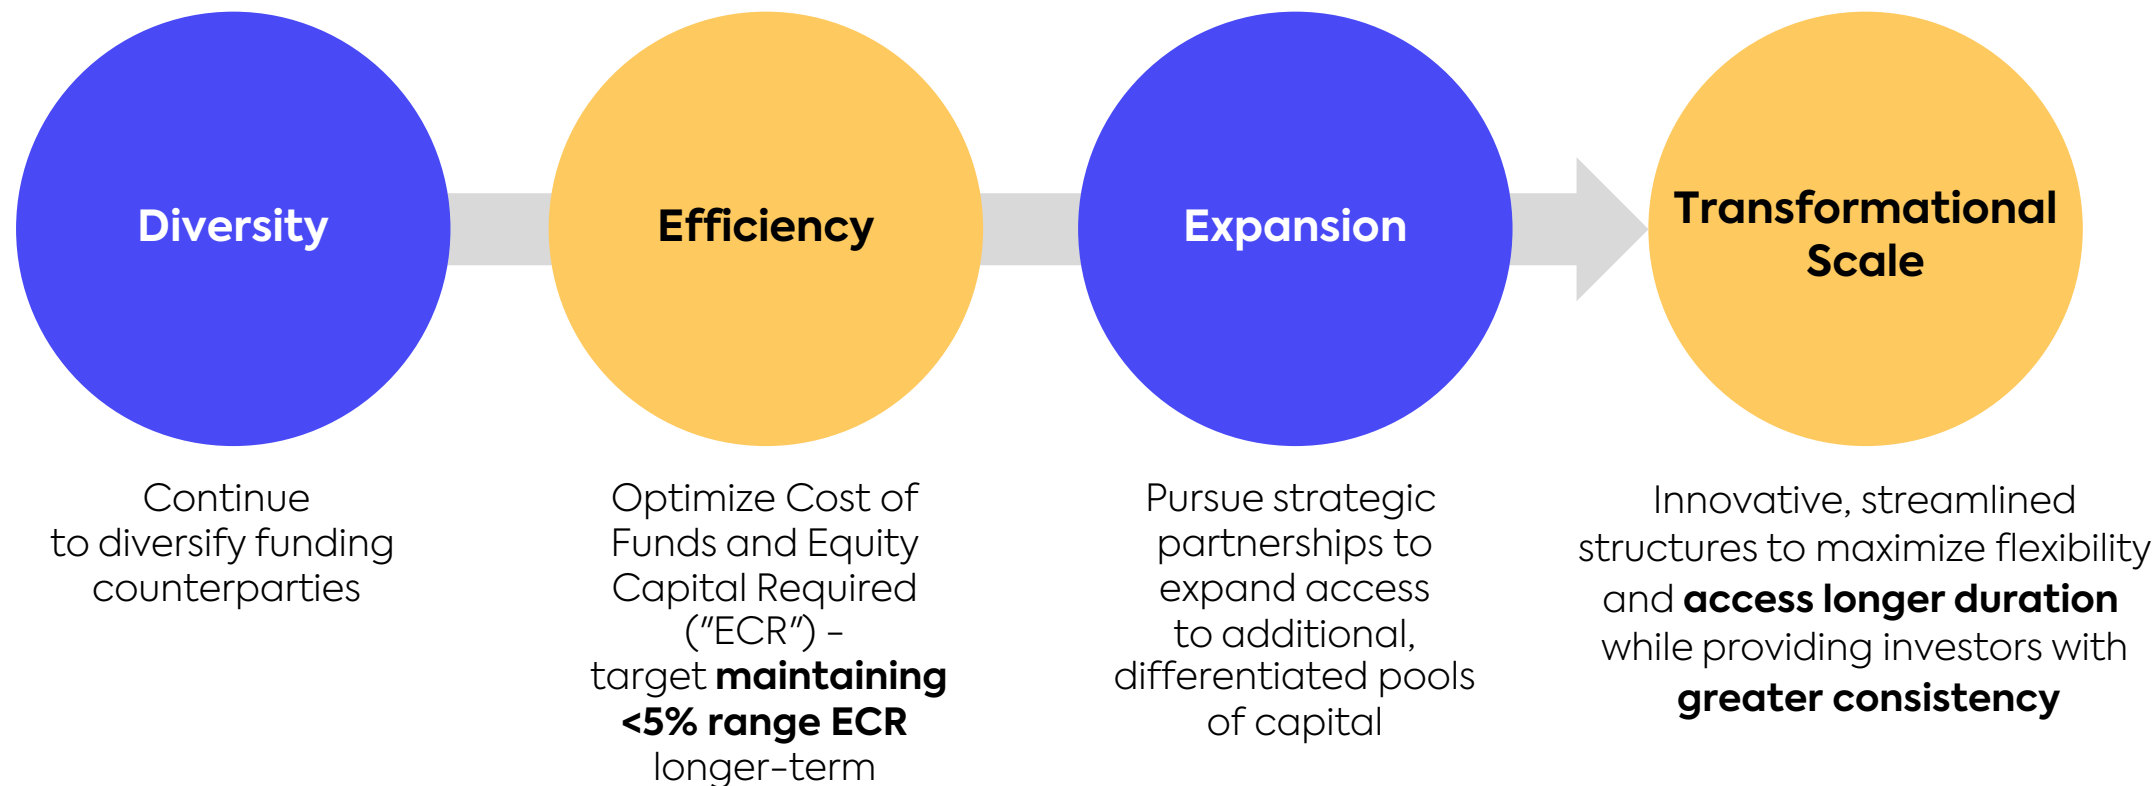 Diversity
Continue
to diversify funding
counterparties
Efficiency
Optimize Cost of
Funds and Equity
Capital Required
("ECR") -
target maintaining
<5% range ECR
longer-term
Expansion
Pursue strategic
partnerships to
expand access
to additional,
differentiated pools
of capital
Transformational
Scale
Innovative, streamlined
structures to maximize flexibility
and access longer duration
while providing investors with
greater consistency